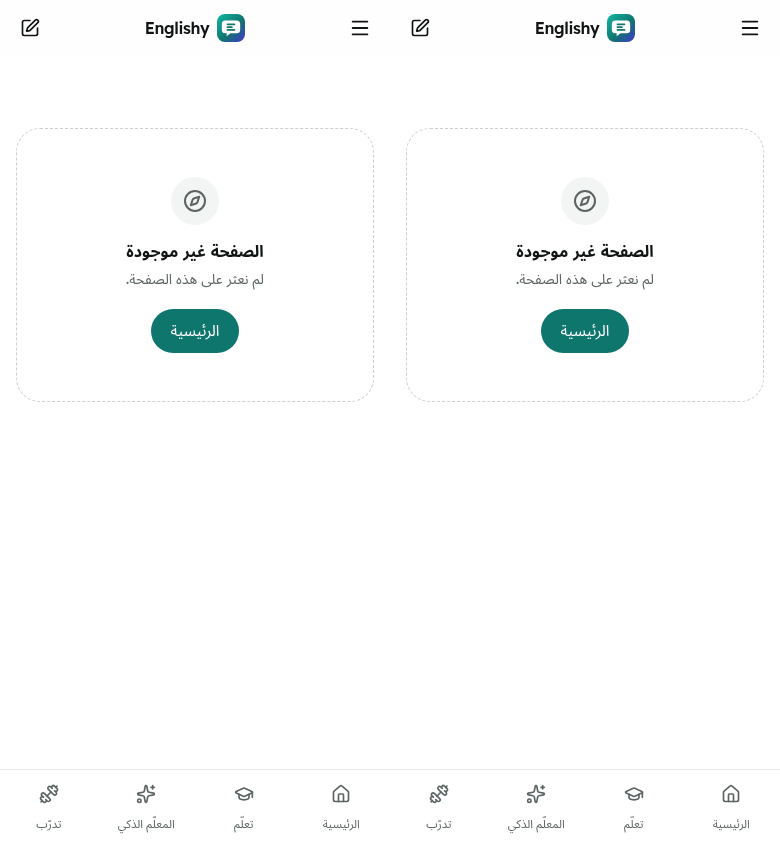 Englishy
الصفحة غير موجودة
لم نعثر على هذه الصفحة.
الرئيسية
الرئيسية
تعلّم
المعلّم الذكي
تدرّب
Englishy
الصفحة غير موجودة
لم نعثر على هذه الصفحة.
الرئيسية
الرئيسية
تعلّم
المعلّم الذكي
تدرّب